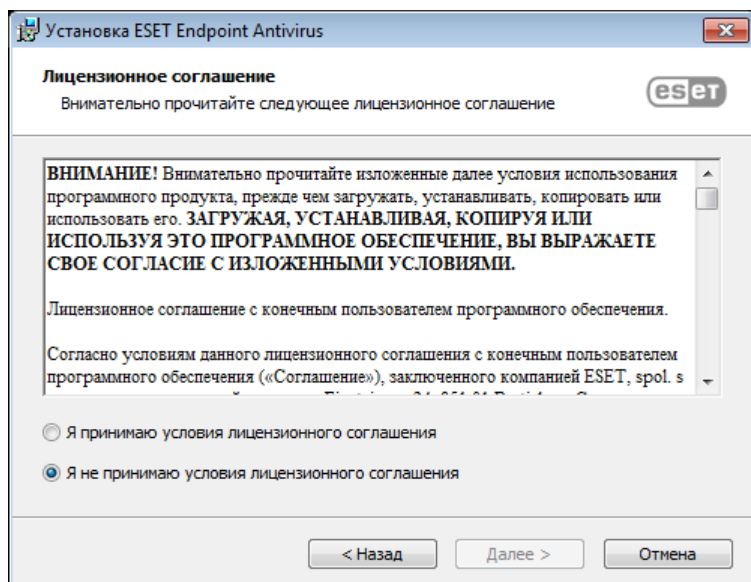 Установка ESET Endpoint Antivirus
Лицензионное соглашение
Внимательно прочитайте следующее лицензионное соглашение
eseT
ВНИМАНИЕ! Внимательно прочитайте изложенные далее условия использования
программного продукта, прежде чем загружать, устанавливать, копировать или
использовать его. ЗАГРУЖАЯ, УСТАНАВЛИВАЯ, КОПИРУЯ ИЛИ
ИСПОЛЬЗУЯ ЭТО ПРОГРАММНОЕ ОБЕСПЕЧЕНИЕ, ВЫ ВЫРАЖАЕТЕ
СВОЕ СОГЛАСИЕ С ИЗЛОЖЕННЫМИ УСЛОВИЯМИ.
Лицензионное соглашение с конечным пользователем программного обеспечения.
Согласно условиям данного лицензионного соглашения с конечным пользователем
программного обеспечения («Соглашение»), заключенного компанией ESET, spol. s
Я принимаю условия лицензионного соглашения
Я не принимаю условия лицензионного соглашения
< Назад
Далее >
Отмена